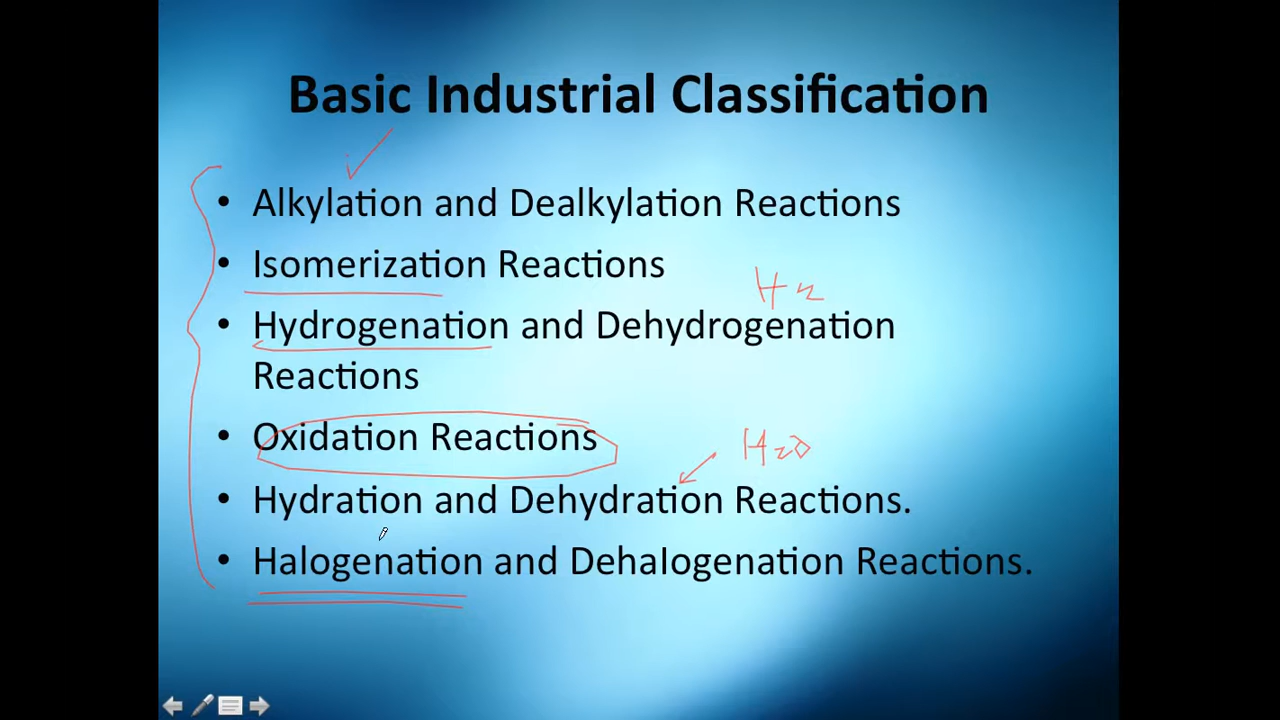 Basic Industrial Classification
• Alkylation and Dealkylation Reactions
• Isomerization Reactions
H2
• Hydrogenation and Dehydrogenation
Reactions
• Oxidation Reactions
H2O
• Hydration and Dehydration Reactions.
• Halogenation and Dehalogenation Reactions.